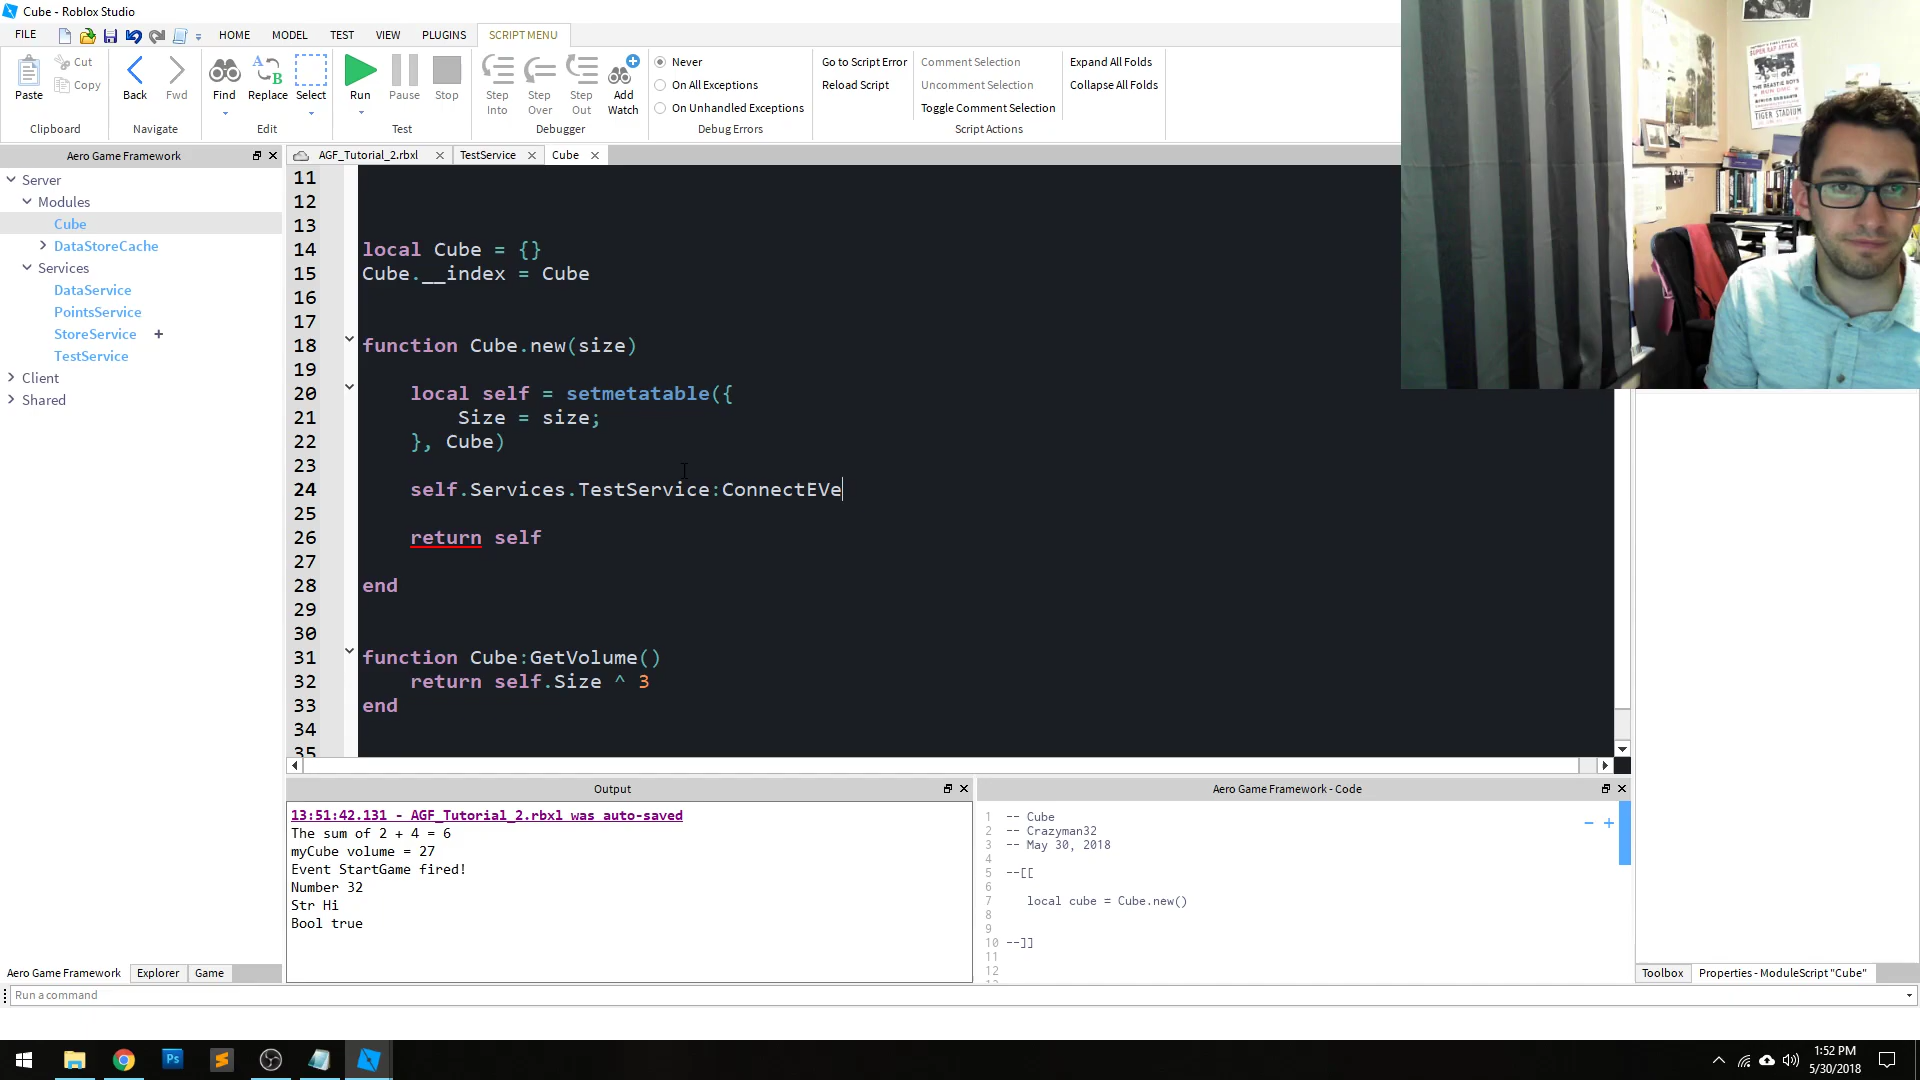 Cube - Roblox Studio
FILE HOME MODEL TEST VIEW PLUGINS SCRIPT MENU
Paste Cut Copy Back Fwd Find Replace Select Run Pause Stop Step Into Step Over Step Out Add Watch
Never
On All Exceptions
On Unhandled Exceptions
Go to Script Error
Reload Script
Comment Selection
Uncomment Selection
Toggle Comment Selection
Expand All Folds
Collapse All Folds
Clipboard Navigate Edit Test Debugger Debug Errors Script Actions
Aero Game Framework
Server
Modules
Cube
DataStoreCache
Services
DataService
PointsService
StoreService +
TestService
Client
Shared
AGF_Tutorial_2.rbxl TestService Cube
11
12
13
14 local Cube = {}
15 Cube.__index = Cube
16
17
18 function Cube.new(size)
19
20 local self = setmetatable({
21 Size = size;
22 }, Cube)
23
24 self.Services.TestService:ConnectEVe
25
26 return self
27
28 end
29
30
31 function Cube:GetVolume()
32 return self.Size ^ 3
33 end
34
35
SUPER RAP ATTACK
TIGER STADIUM
Output
13:51:42.131 - AGF_Tutorial_2.rbxl was auto-saved
The sum of 2 + 4 = 6
myCube volume = 27
Event StartGame fired!
Number 32
Str Hi
Bool true
Aero Game Framework - Code
1 -- Cube
2 -- Crazyman32
3 -- May 30, 2018
4
5 --[[
6
7 local cube = Cube.new()
8
9
10 --]]
11
12
Aero Game Framework Explorer Game
Toolbox Properties - ModuleScript "Cube"
Run a command
1:52 PM
5/30/2018